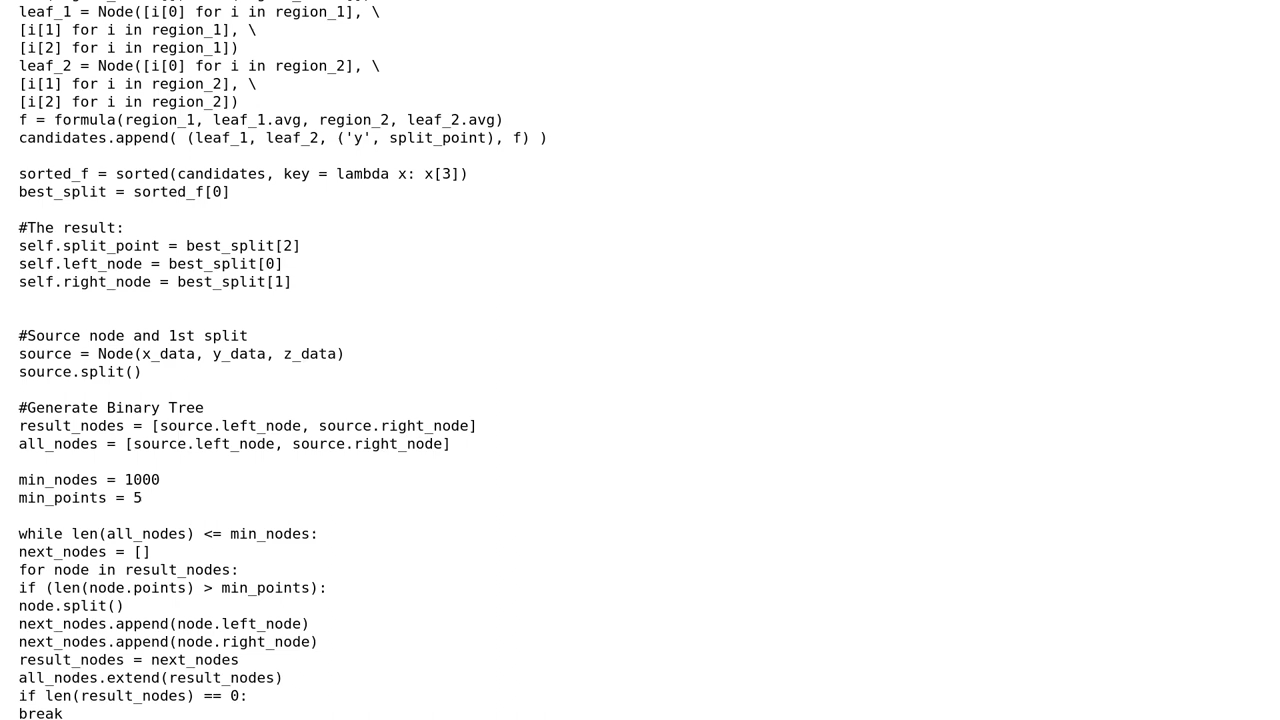 leaf_1 = Node([i[0] for i in region_1], \
[i[1] for i in region_1], \
[i[2] for i in region_1])
leaf_2 = Node([i[0] for i in region_2], \
[i[1] for i in region_2], \
[i[2] for i in region_2])
f = formula(region_1, leaf_1.avg, region_2, leaf_2.avg)
candidates.append( (leaf_1, leaf_2, ('y', split_point), f) )
sorted_f = sorted(candidates, key = lambda x: x[3])
best_split = sorted_f[0]
#The result:
self.split_point = best_split[2]
self.left_node = best_split[0]
self.right_node = best_split[1]
#Source node and 1st split
source = Node(x_data, y_data, z_data)
source.split()
#Generate Binary Tree
result_nodes = [source.left_node, source.right_node]
all_nodes = [source.left_node, source.right_node]
min_nodes = 1000
min_points = 5
while len(all_nodes) <= min_nodes:
next_nodes = []
for node in result_nodes:
if (len(node.points) > min_points):
node.split()
next_nodes.append(node.left_node)
next_nodes.append(node.right_node)
result_nodes = next_nodes
all_nodes.extend(result_nodes)
if len(result_nodes) == 0:
break